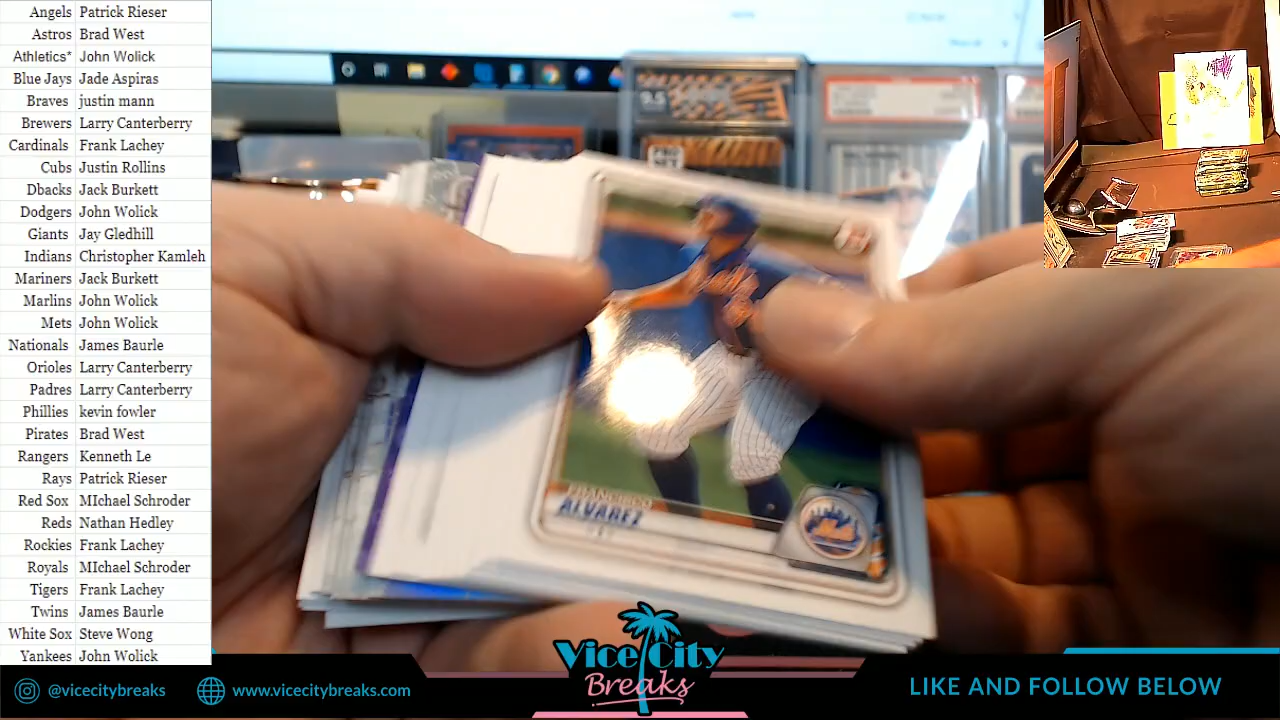 Angels Patrick Rieser
Astros Brad West
Athletics* John Wolick
Blue Jays Jade Aspiras
Braves justin mann
Brewers Larry Canterberry
Cardinals Frank Lachey
Cubs Justin Rollins
Dbacks Jack Burkett
Dodgers John Wolick
Giants Jay Gledhill
Indians Christopher Kamleh
Mariners Jack Burkett
Marlins John Wolick
Mets John Wolick
Nationals James Baurle
Orioles Larry Canterberry
Padres Larry Canterberry
Phillies kevin fowler
Pirates Brad West
Rangers Kenneth Le
Rays Patrick Rieser
Red Sox MIchael Schroder
Reds Nathan Hedley
Rockies Frank Lachey
Royals MIchael Schroder
Tigers Frank Lachey
Twins James Baurle
White Sox Steve Wong
Yankees John Wolick
9.5
FRANCISCO
ALVAREZ
Mets
Vice City
Breaks
@vicecitybreaks
www.vicecitybreaks.com
LIKE AND FOLLOW BELOW